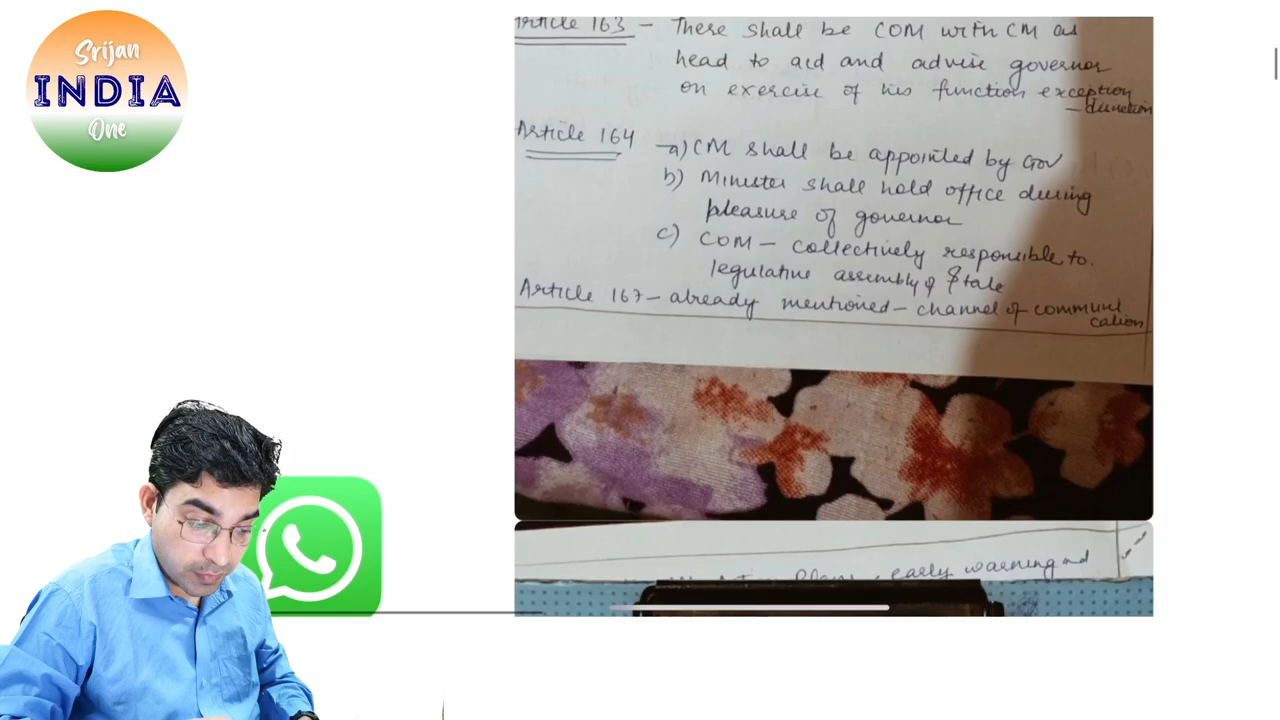 Srijan
INDIA
One
Article 163 – There shall be COM with CM as
head to aid and advise governor
on exercise of his function exception
Article 164 – a) CM shall be appointed by Gov
b) Minister shall hold office during
pleasure of governor
c) COM – collectively responsible to
legislative assembly of state
Article 167 – already mentioned – channel of communi
cation
early warning and